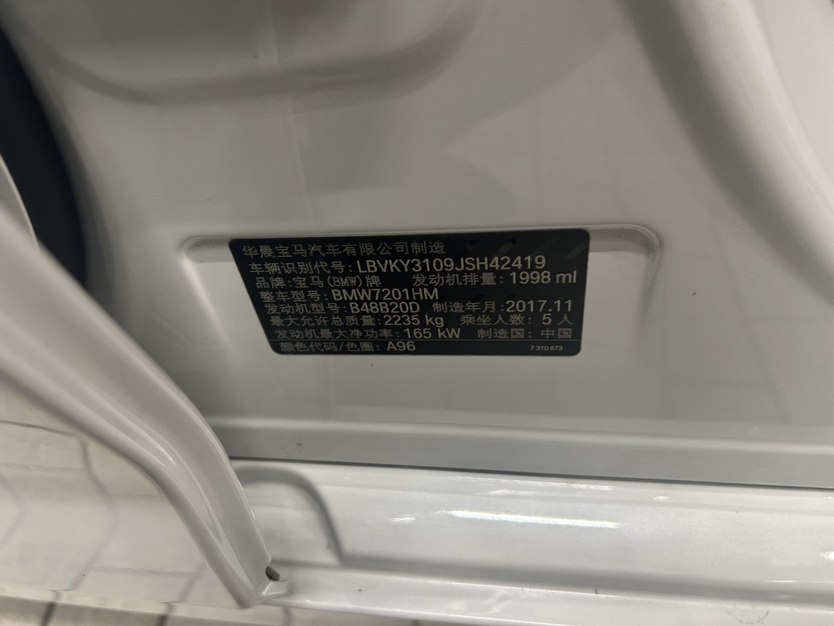 华晨宝马汽车有限公司制造
车辆识别代号: LBVKY3109JSH42419
品牌: 宝马(BMW)牌 发动机排量: 1998 ml
整车型号: BMW7201HM
发动机型号: B48B20D 制造年月: 2017.11
最大允许总质量: 2235 kg 乘坐人数: 5 人
发动机最大净功率: 165 kW 制造国: 中国
颜色代码/色圈: A96 7 310 673